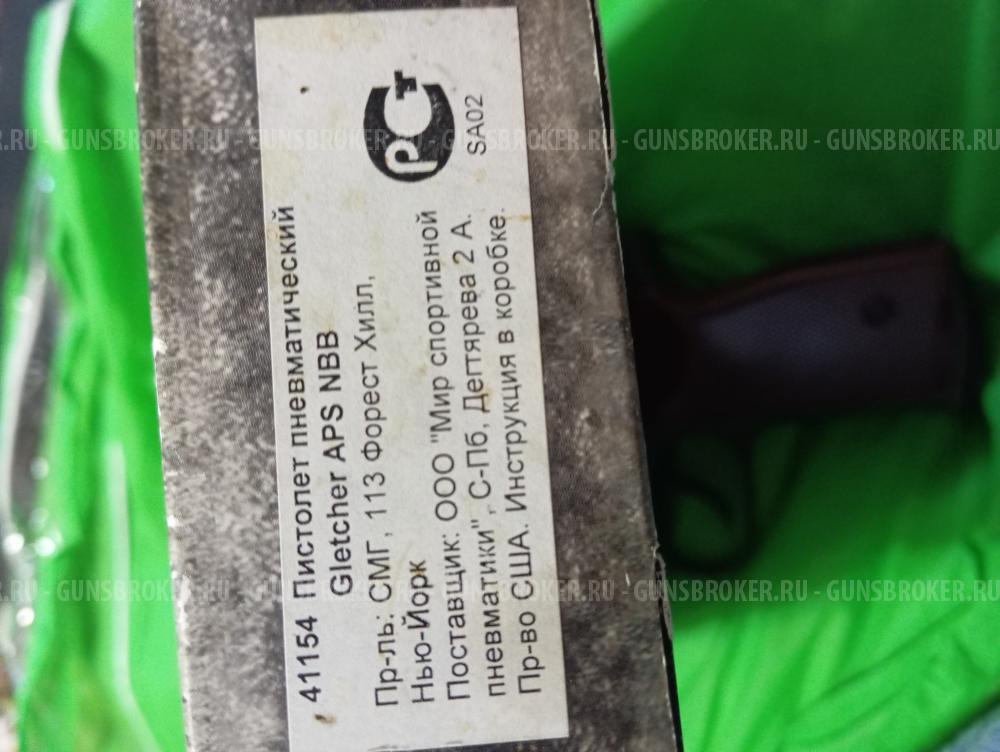 41154 Пистолет пневматический
Gletcher APS NBB
Пр-ль: СМГ, 113 Форест Хилл,
Нью-Йорк
Поставщик: ООО "Мир спортивной
пневматики", С-Пб, Дегтярева 2 А.
Пр-во США. Инструкция в коробке.
РСТ
SA02
GUNSBROKER.RU - GUNSBROKER.RU - GUNSBROKER.RU - GUNSBROKER.RU - GUNSBROKER.RU
GUNSBROKER.RU - GUNSBROKER.RU - GUNSBROKER.RU - GUNSBROKER.RU - GUNSBROKER.RU